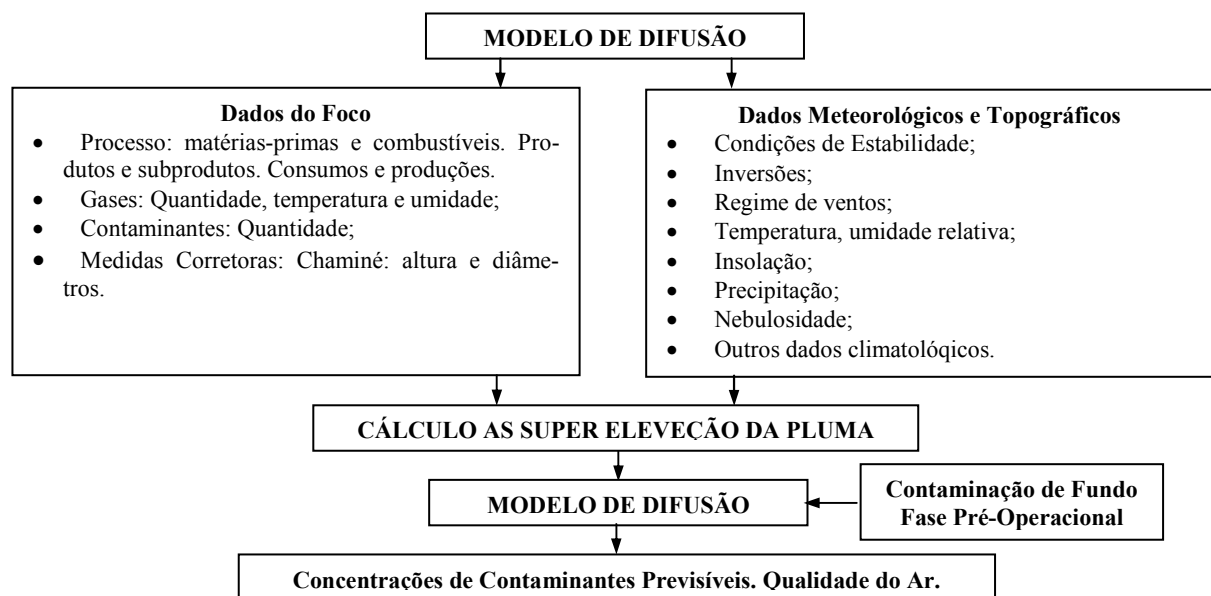 MODELO DE DIFUSÃO
Dados do Foco
• Processo: matérias-primas e combustíveis. Pro-
dutos e subprodutos. Consumos e produções.
• Gases: Quantidade, temperatura e umidade;
• Contaminantes: Quantidade;
• Medidas Corretoras: Chaminé: altura e diâme-
tros.
Dados Meteorológicos e Topográficos
• Condições de Estabilidade;
• Inversões;
• Regime de ventos;
• Temperatura, umidade relativa;
• Insolação;
• Precipitação;
• Nebulosidade;
• Outros dados climatolóqicos.
CÁLCULO AS SUPER ELEVEÇÃO DA PLUMA
MODELO DE DIFUSÃO
Contaminação de Fundo
Fase Pré-Operacional
Concentrações de Contaminantes Previsíveis. Qualidade do Ar.